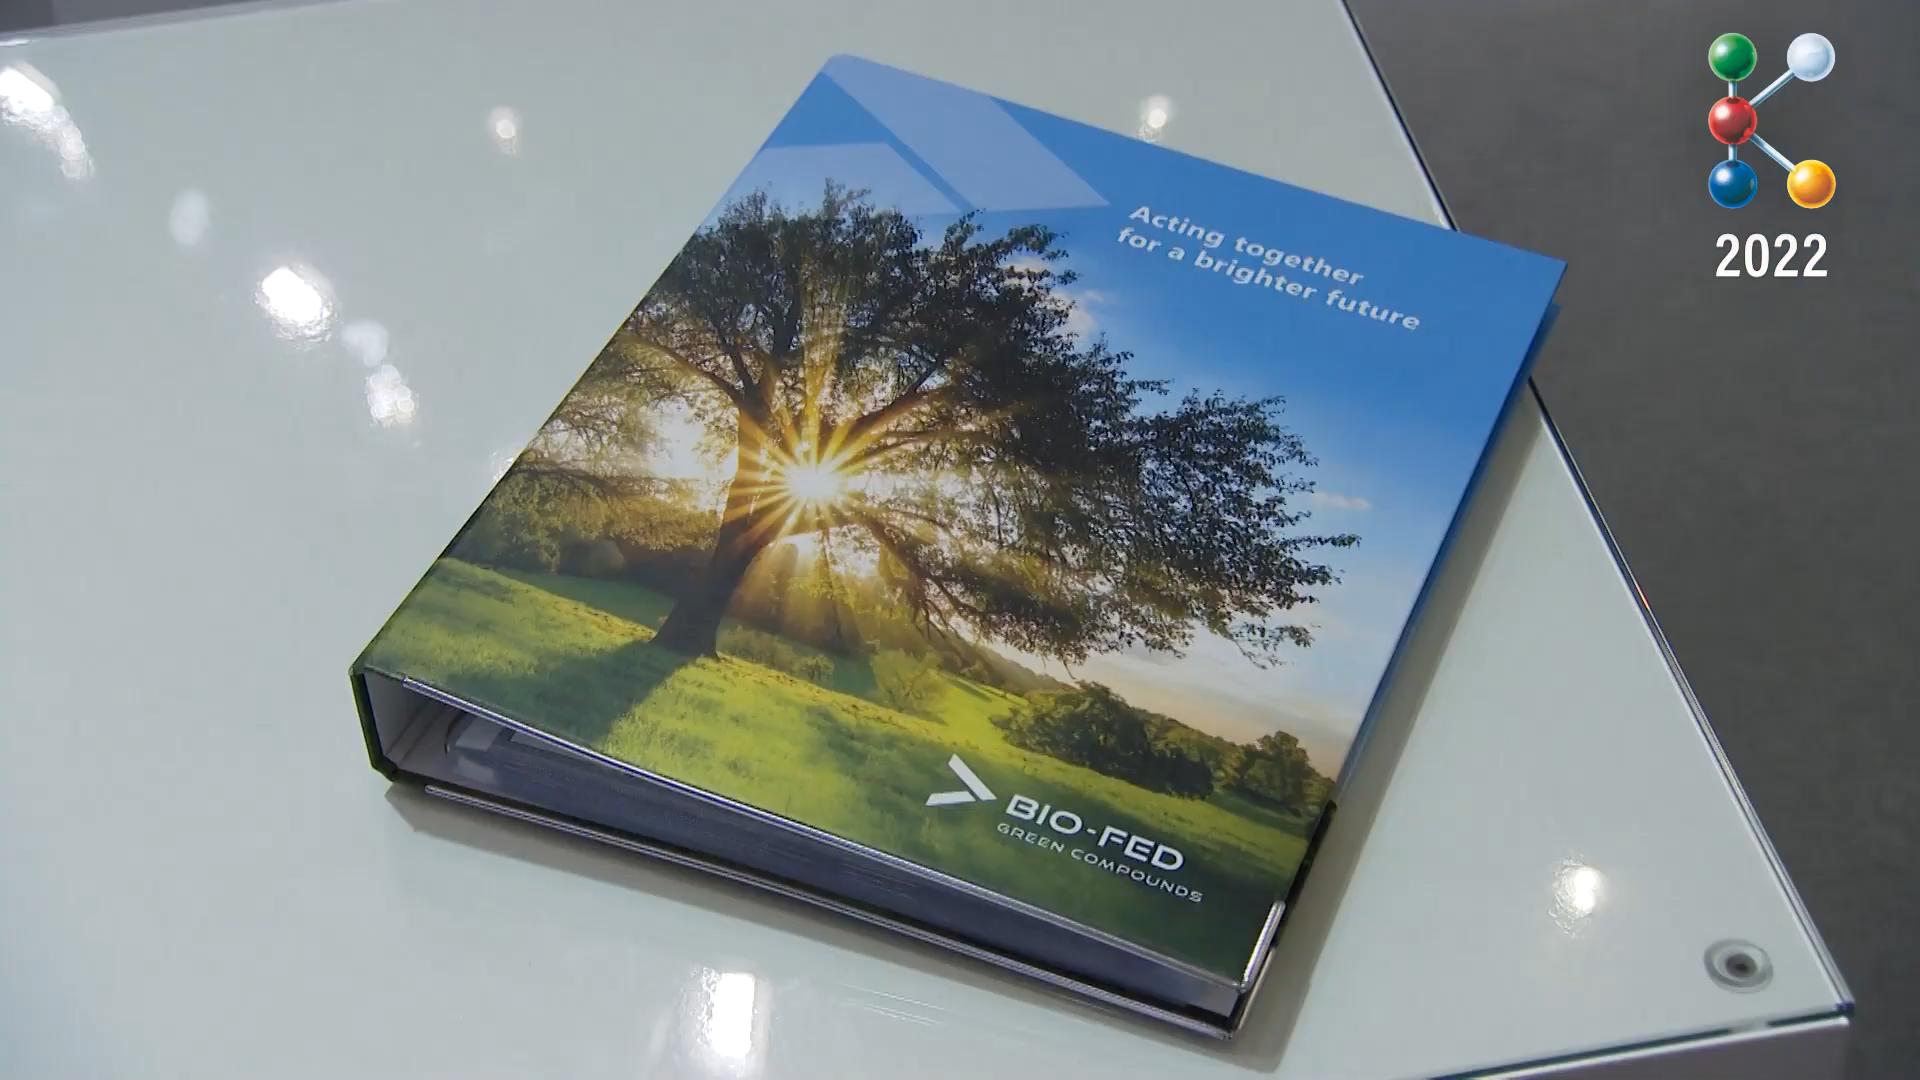 Acting together
for a brighter future
BIO-FED
GREEN COMPOUNDS
2022